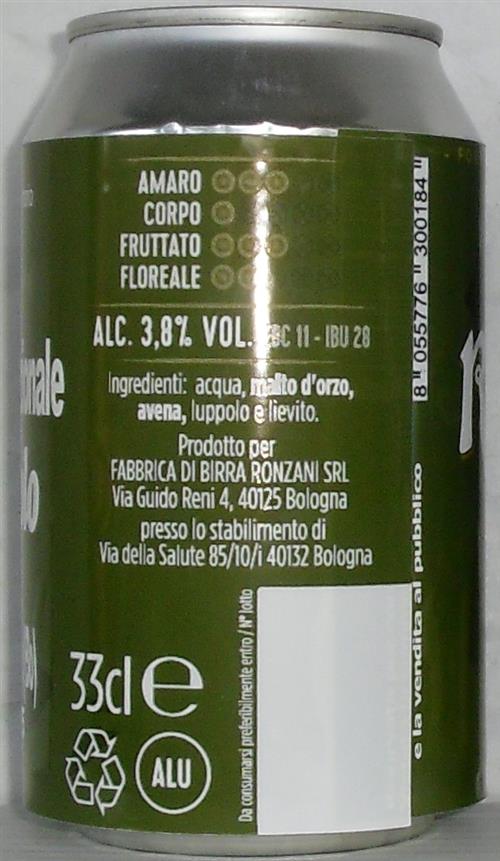 AMARO
CORPO
FRUTTATO
FLOREALE
ALC. 3,8% VOL. EBC 11 - IBU 28
Ingredienti: acqua, malto d'orzo,
avena, luppolo e lievito.
Prodotto per
FABBRICA DI BIRRA RONZANI SRL
Via Guido Reni 4, 40125 Bologna
presso lo stabilimento di
Via della Salute 85/10/i 40132 Bologna
33cl e
ALU
Da consumarsi preferibilmente entro / N° lotto
8 055776 300184
e la vendita al pubblico